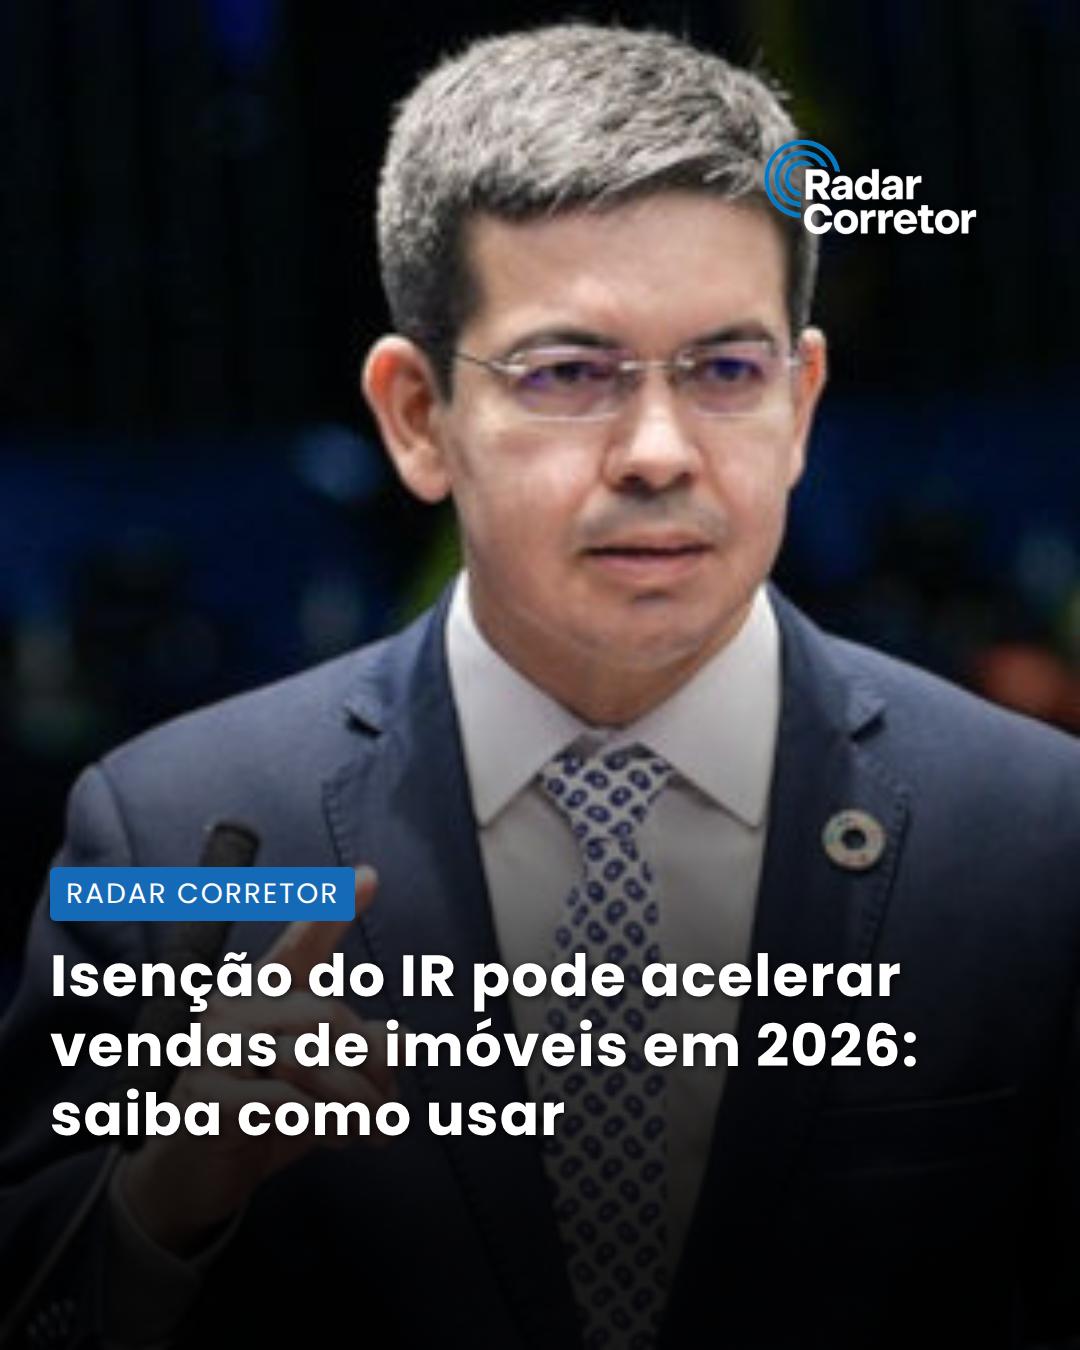 Radar
Corretor
RADAR CORRETOR
Isenção do IR pode acelerar
vendas de imóveis em 2026:
saiba como usar